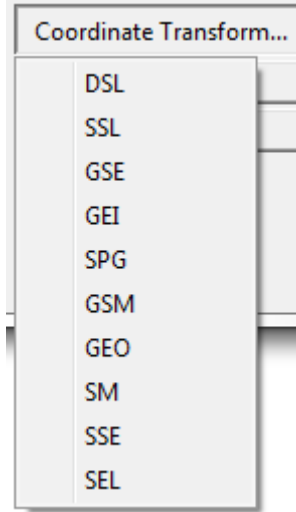 Coordinate Transform...
DSL
SSL
GSE
GEI
SPG
GSM
GEO
SM
SSE
SEL